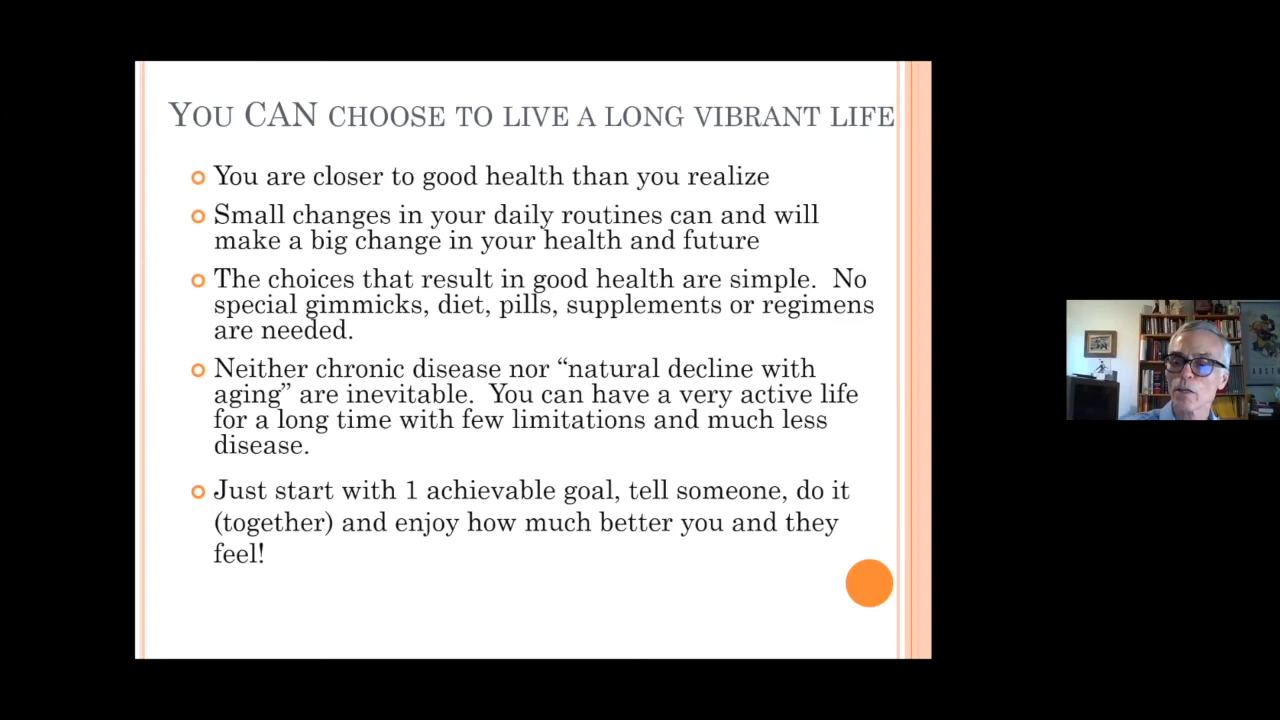 YOU CAN CHOOSE TO LIVE A LONG VIBRANT LIFE
You are closer to good health than you realize
Small changes in your daily routines can and will
make a big change in your health and future
The choices that result in good health are simple.  No
special gimmicks, diet, pills, supplements or regimens
are needed.
Neither chronic disease nor “natural decline with
aging” are inevitable.  You can have a very active life
for a long time with few limitations and much less
disease.
Just start with 1 achievable goal, tell someone, do it
(together) and enjoy how much better you and they
feel!